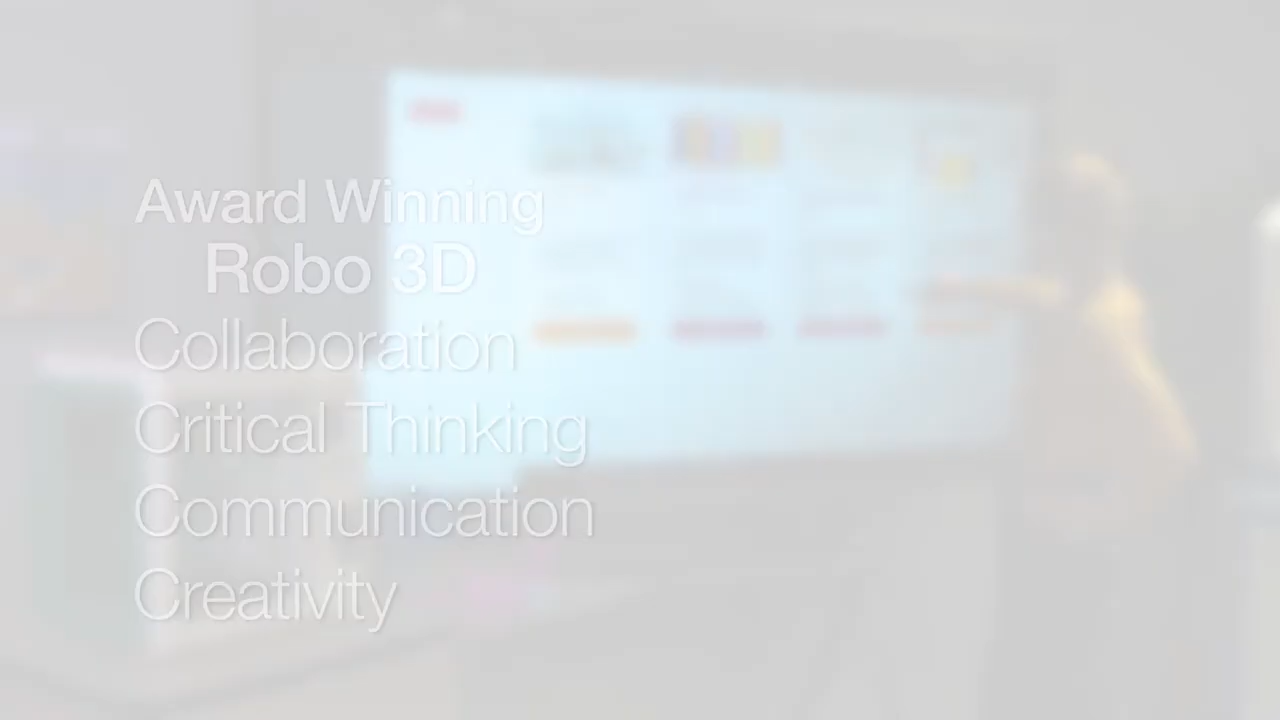 Award Winning
Robo 3D
Collaboration
Critical Thinking
Communication
Creativity